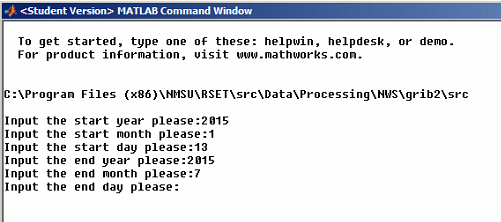 <Student Version> MATLAB Command Window
To get started, type one of these: helpwin, helpdesk, or demo.
For product information, visit www.mathworks.com.
C:\Program Files (x86)\NMSU\RSET\src\Data\Processing\NWS\grib2\src
Input the start year please:2015
Input the start month please:1
Input the start day please:13
Input the end year please:2015
Input the end month please:7
Input the end day please: